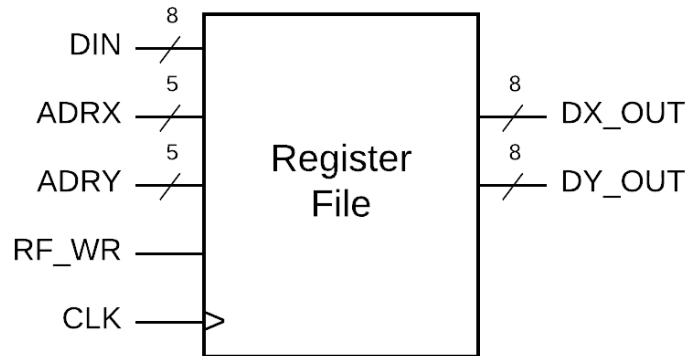 8
DIN
5
ADRX
8
DX_OUT
5
ADRY
8
DY_OUT
Register
File
RF_WR
CLK